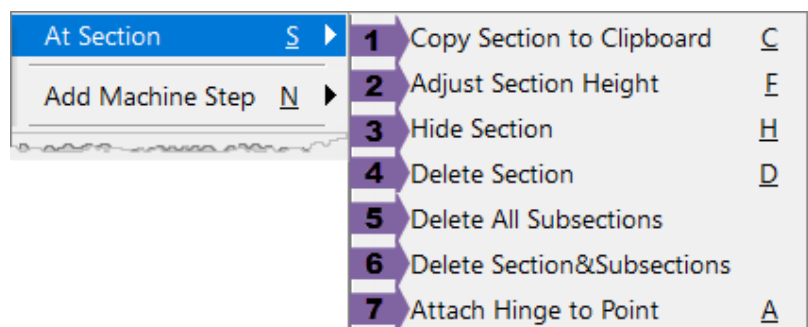 At Section S
Add Machine Step N
1 Copy Section to Clipboard C
2 Adjust Section Height F
3 Hide Section H
4 Delete Section D
5 Delete All Subsections
6 Delete Section&Subsections
7 Attach Hinge to Point A